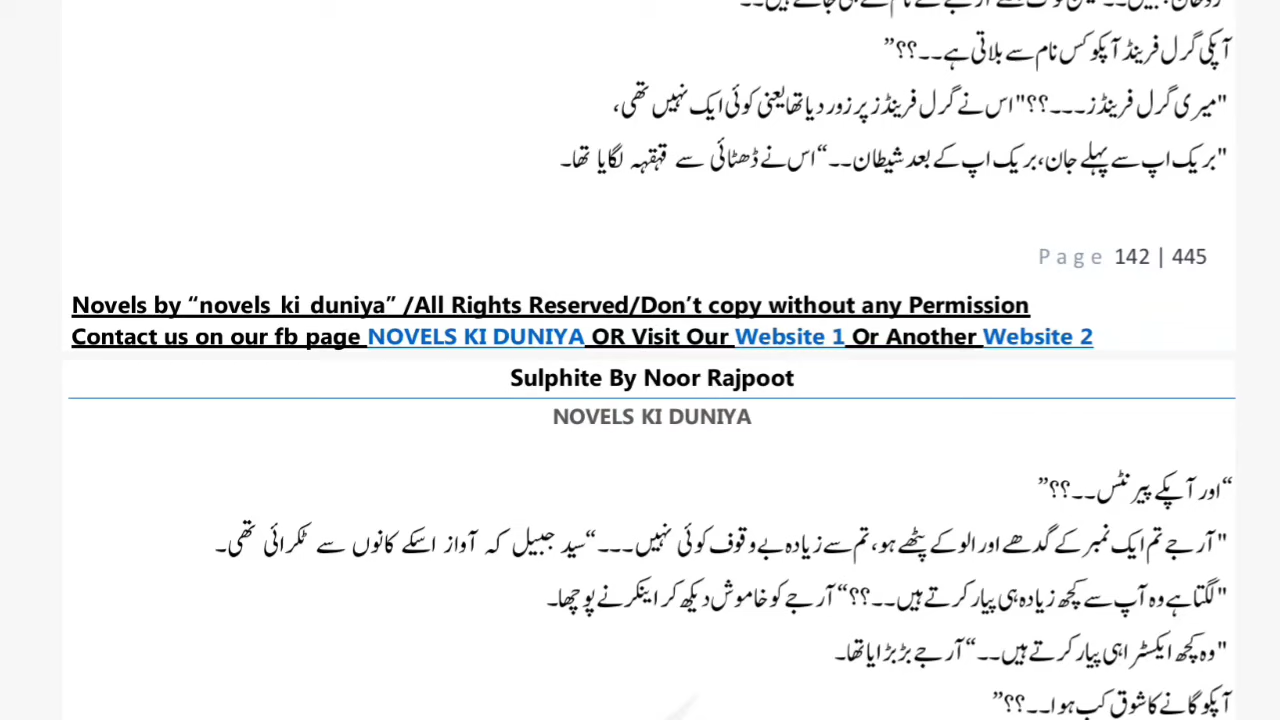 آپکی گرل فرینڈ آپکو کس نام سے بلاتی ہے۔۔؟؟”
"میری گرل فرینڈز۔۔۔؟؟"اس نے گرل فرینڈز پر زور دیا تھا یعنی کوئی ایک نہیں تھی،
"بریک اپ سے پہلے جان، بریک اپ کے بعد شیطان۔۔“اس نے ڈھٹائی سے قہقہہ لگایا تھا۔
Page 142 | 445
Novels by “novels ki duniya” /All Rights Reserved/Don’t copy without any Permission
Contact us on our fb page NOVELS KI DUNIYA OR Visit Our Website 1 Or Another Website 2
Sulphite By Noor Rajpoot
NOVELS KI DUNIYA
“اور آپکے پیرنٹس۔۔؟؟”
"آرجے تم ایک نمبر کے گدھے اور الو کے پٹھے ہو، تم سے زیادہ بے وقوف کوئی نہیں۔۔۔“سید جبیل کہ آواز اسکے کانوں سے ٹکرائی تھی۔
"لگتا ہے وہ آپ سے کچھ زیادہ ہی پیار کرتے ہیں۔۔؟؟“آرجے کو خاموش دیکھ کر اینکر نے پوچھا۔
"وہ کچھ ایکسٹرا ہی پیار کرتے ہیں۔۔“آرجے بڑبڑایا تھا۔
آپکو گانے کا شوق کب ہوا۔۔؟؟”